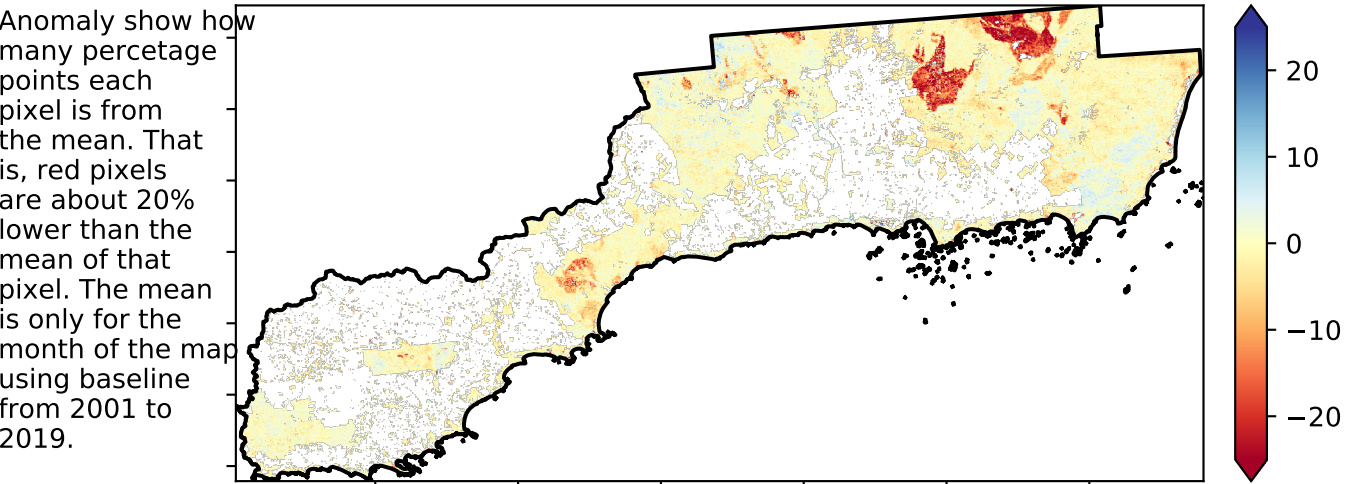 Anomaly show how
many percetage
points each
pixel is from
the mean. That
is, red pixels
are about 20%
lower than the
mean of that
pixel. The mean
is only for the
month of the map
using baseline
from 2001 to
2019.
20
10
0
−10
−20